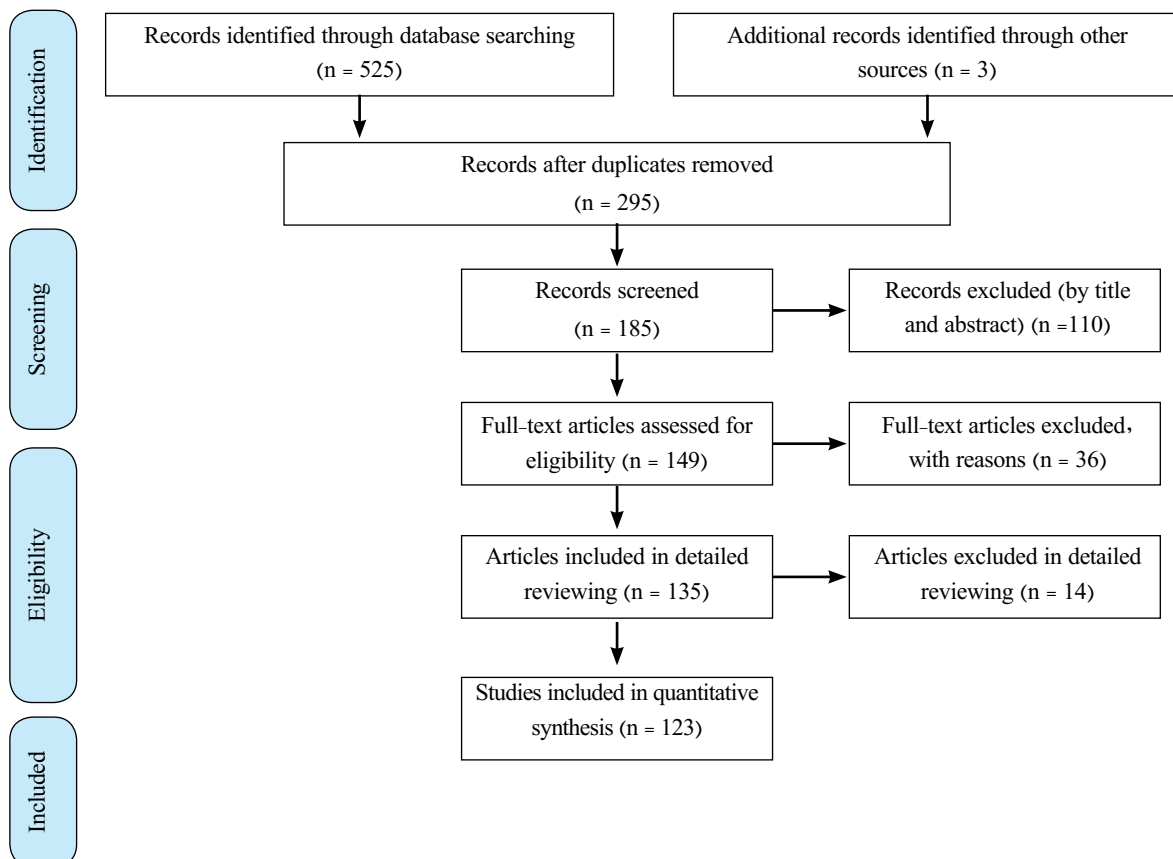 Identification
Records identified through database searching
(n = 525)
Additional records identified through other
sources (n = 3)
Records after duplicates removed
(n = 295)
Screening
Records screened
(n = 185)
Records excluded (by title
and abstract) (n =110)
Eligibility
Full-text articles assessed for
eligibility (n = 149)
Full-text articles excluded,
with reasons (n = 36)
Articles included in detailed
reviewing (n = 135)
Articles excluded in detailed
reviewing (n = 14)
Included
Studies included in quantitative
synthesis (n = 123)